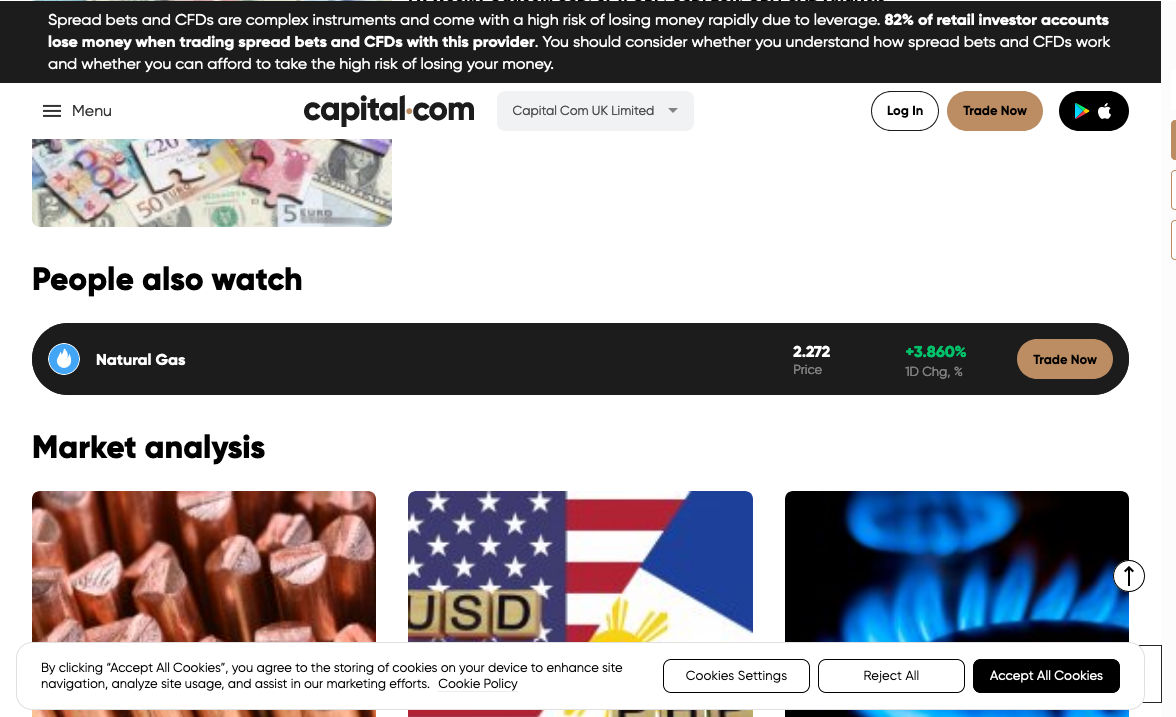 Spread bets and CFDs are complex instruments and come with a high risk of losing money rapidly due to leverage. 82% of retail investor accounts
lose money when trading spread bets and CFDs with this provider. You should consider whether you understand how spread bets and CFDs work
and whether you can afford to take the high risk of losing your money.
Menu
capital.com
Capital Com UK Limited
Log In
Trade Now
£20
50 EURO
5 EURO
People also watch
Natural Gas
2.272
Price
+3.860%
1D Chg, %
Trade Now
Market analysis
USD
By clicking “Accept All Cookies”, you agree to the storing of cookies on your device to enhance site
navigation, analyze site usage, and assist in our marketing efforts. Cookie Policy
Cookies Settings
Reject All
Accept All Cookies